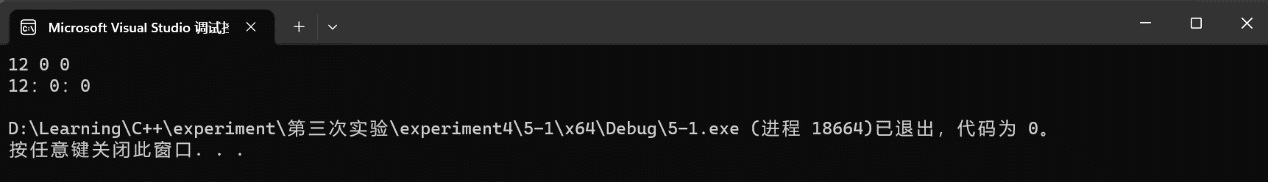 Microsoft Visual Studio 调试控
12 0 0
12: 0: 0
D:\Learning\C++\experiment\第三次实验\experiment4\5-1\x64\Debug\5-1.exe (进程 18664)已退出，代码为 0。
按任意键关闭此窗口. . .